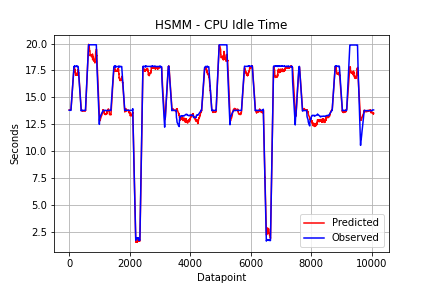 HSMM - CPU Idle Time
20.0
17.5
15.0
12.5
10.0
7.5
5.0
2.5
Seconds
Predicted
Observed
0 2000 4000 6000 8000 10000
Datapoint